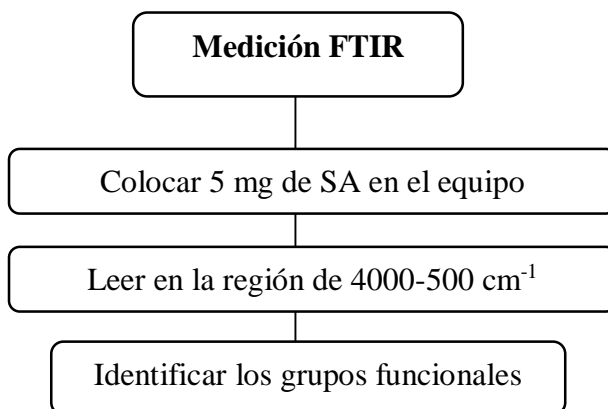 Medición FTIR
Colocar 5 mg de SA en el equipo
Leer en la región de 4000-500 cm⁻¹
Identificar los grupos funcionales